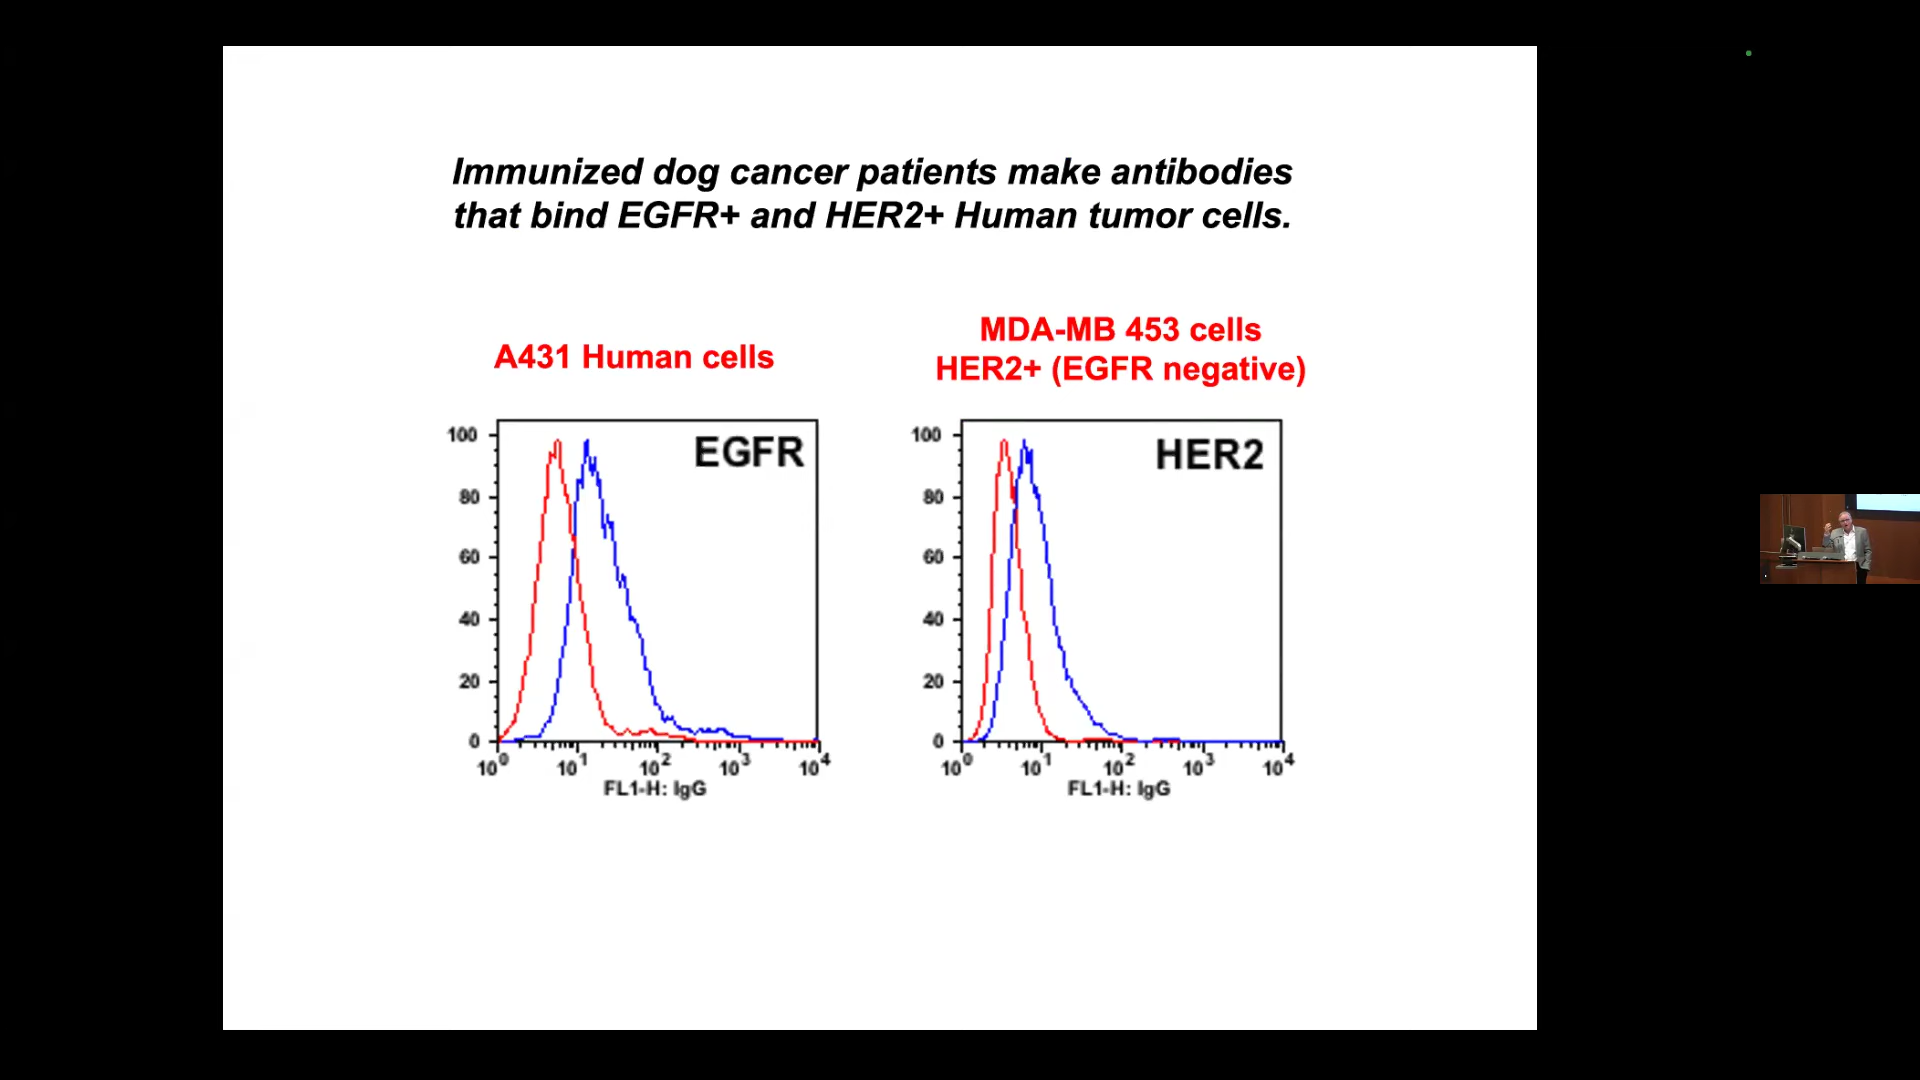 Immunized dog cancer patients make antibodies
that bind EGFR+ and HER2+ Human tumor cells.
A431 Human cells
MDA-MB 453 cells
HER2+ (EGFR negative)
EGFR
100
80
60
40
20
0
10^0 10^1 10^2 10^3 10^4
FL1-H: IgG
HER2
100
80
60
40
20
0
10^0 10^1 10^2 10^3 10^4
FL1-H: IgG